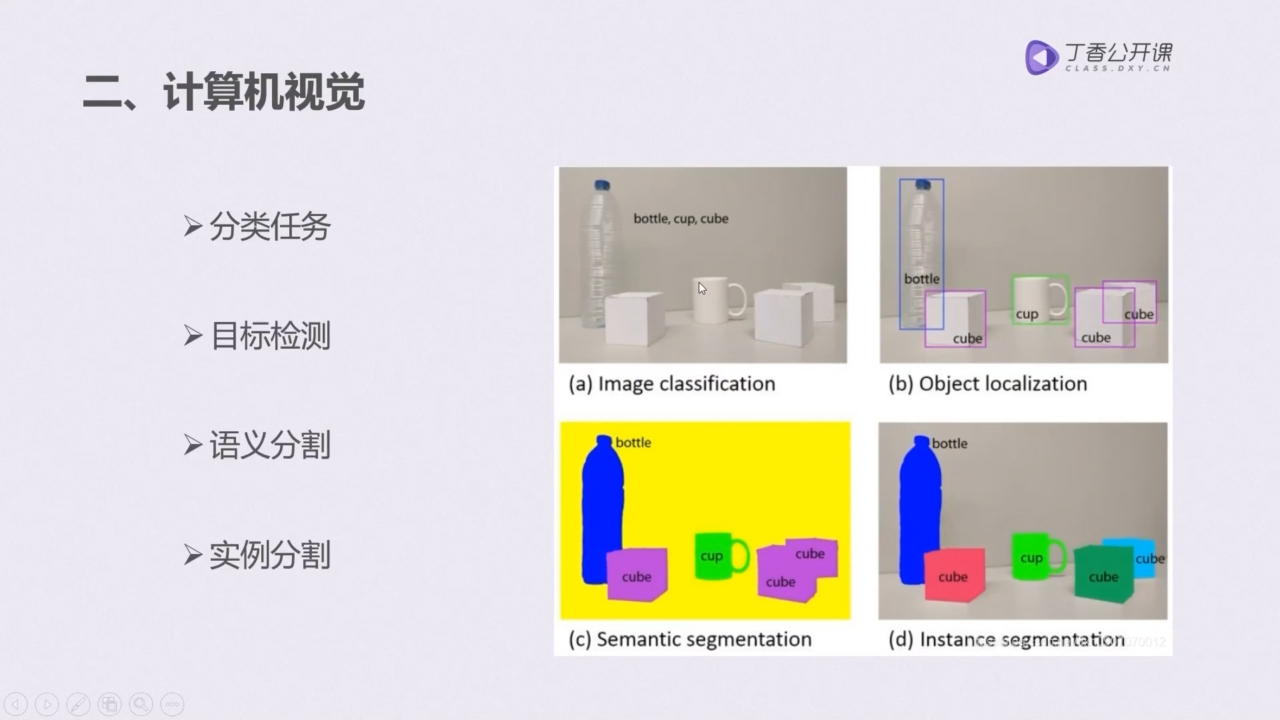 二、计算机视觉
丁香公开课
CLASS.DXY.CN
➢分类任务
➢目标检测
➢语义分割
➢实例分割
bottle, cup, cube
(a) Image classification
bottle
cup
cube
cube
cube
(b) Object localization
bottle
cup
cube
cube
cube
(c) Semantic segmentation
bottle
cup
cube
cube
cube
(d) Instance segmentation